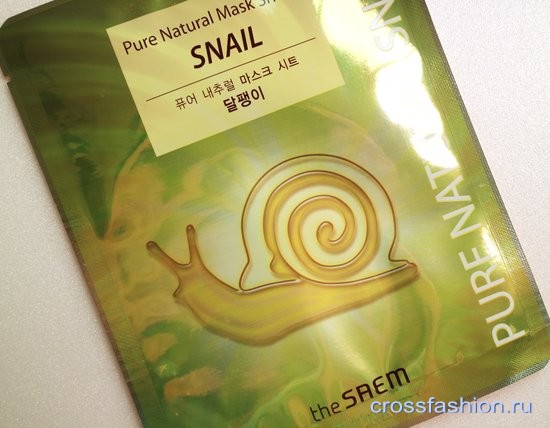 Pure Natural Mask
SNAIL
퓨어 내추럴 마스크 시트
달팽이
PURE
the SAEM
crossfashion.ru